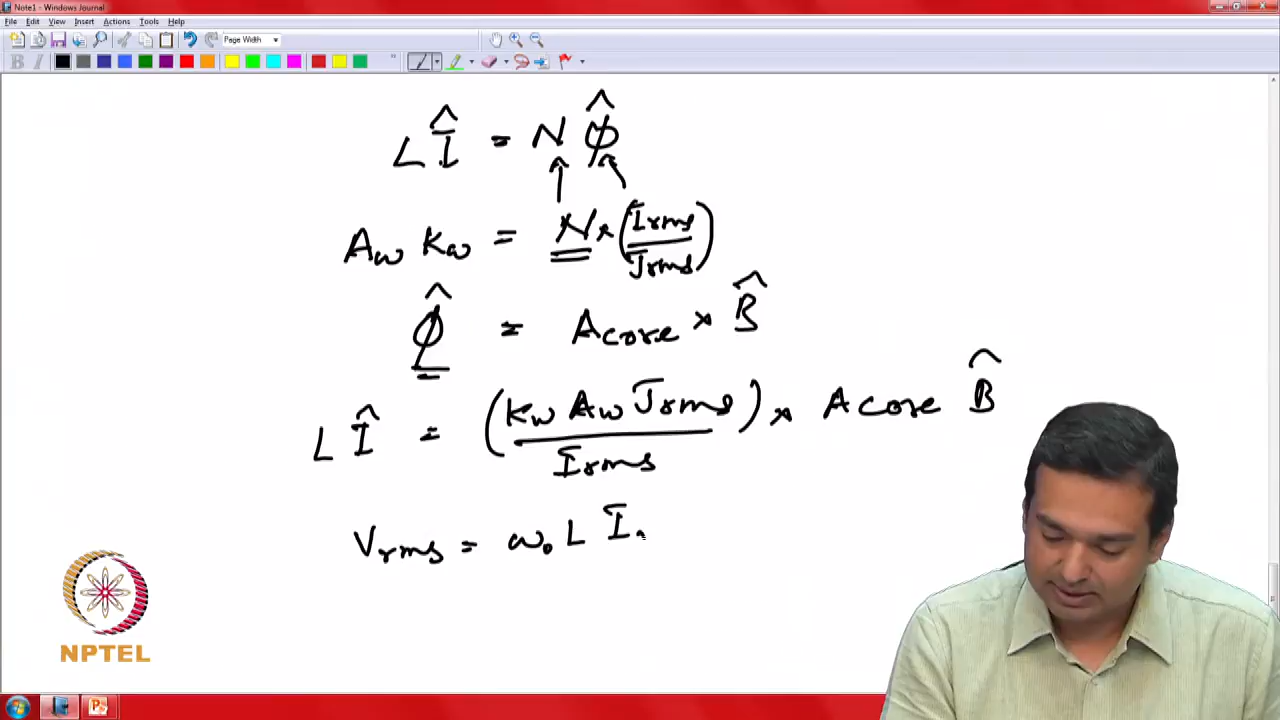 Note1 - Windows Journal
File Edit View Insert Actions Tools Help
Page Width
B I
L Î = N ϕ̂
Aw Kw = N × (Irms / Jrms)
ϕ̂ = Acore × B̂
L Î = (Kw Aw Jrms / Irms) × Acore B̂
Vrms = ω₀ L I
NPTEL